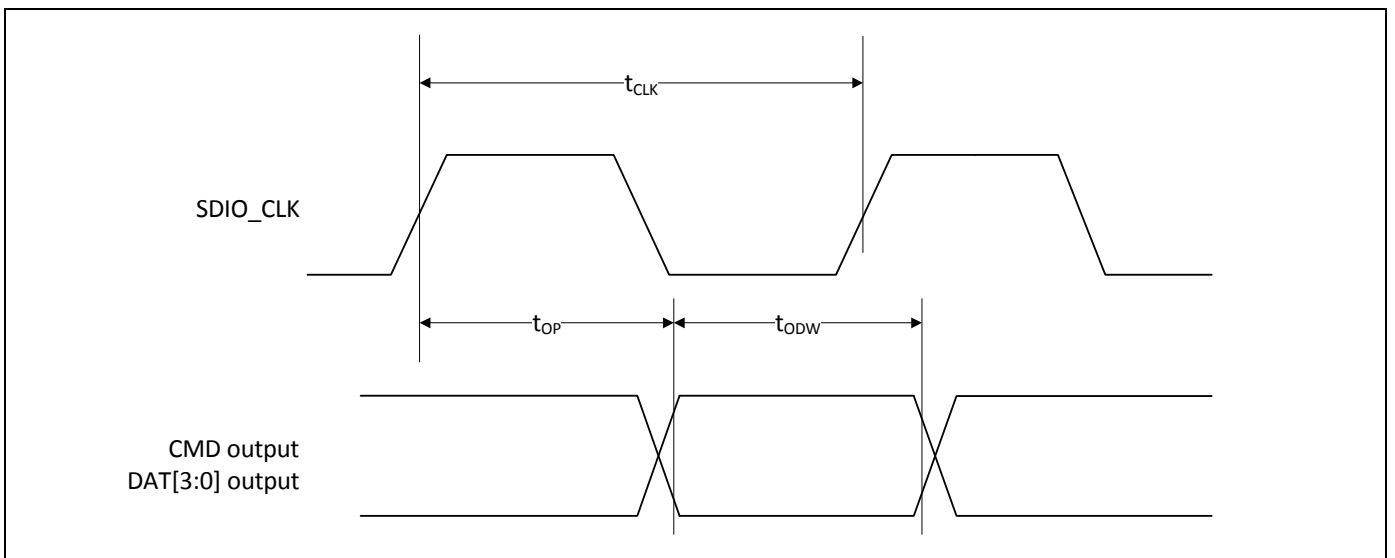 tCLK
SDIO_CLK
tOP
tODW
CMD output
DAT[3:0] output